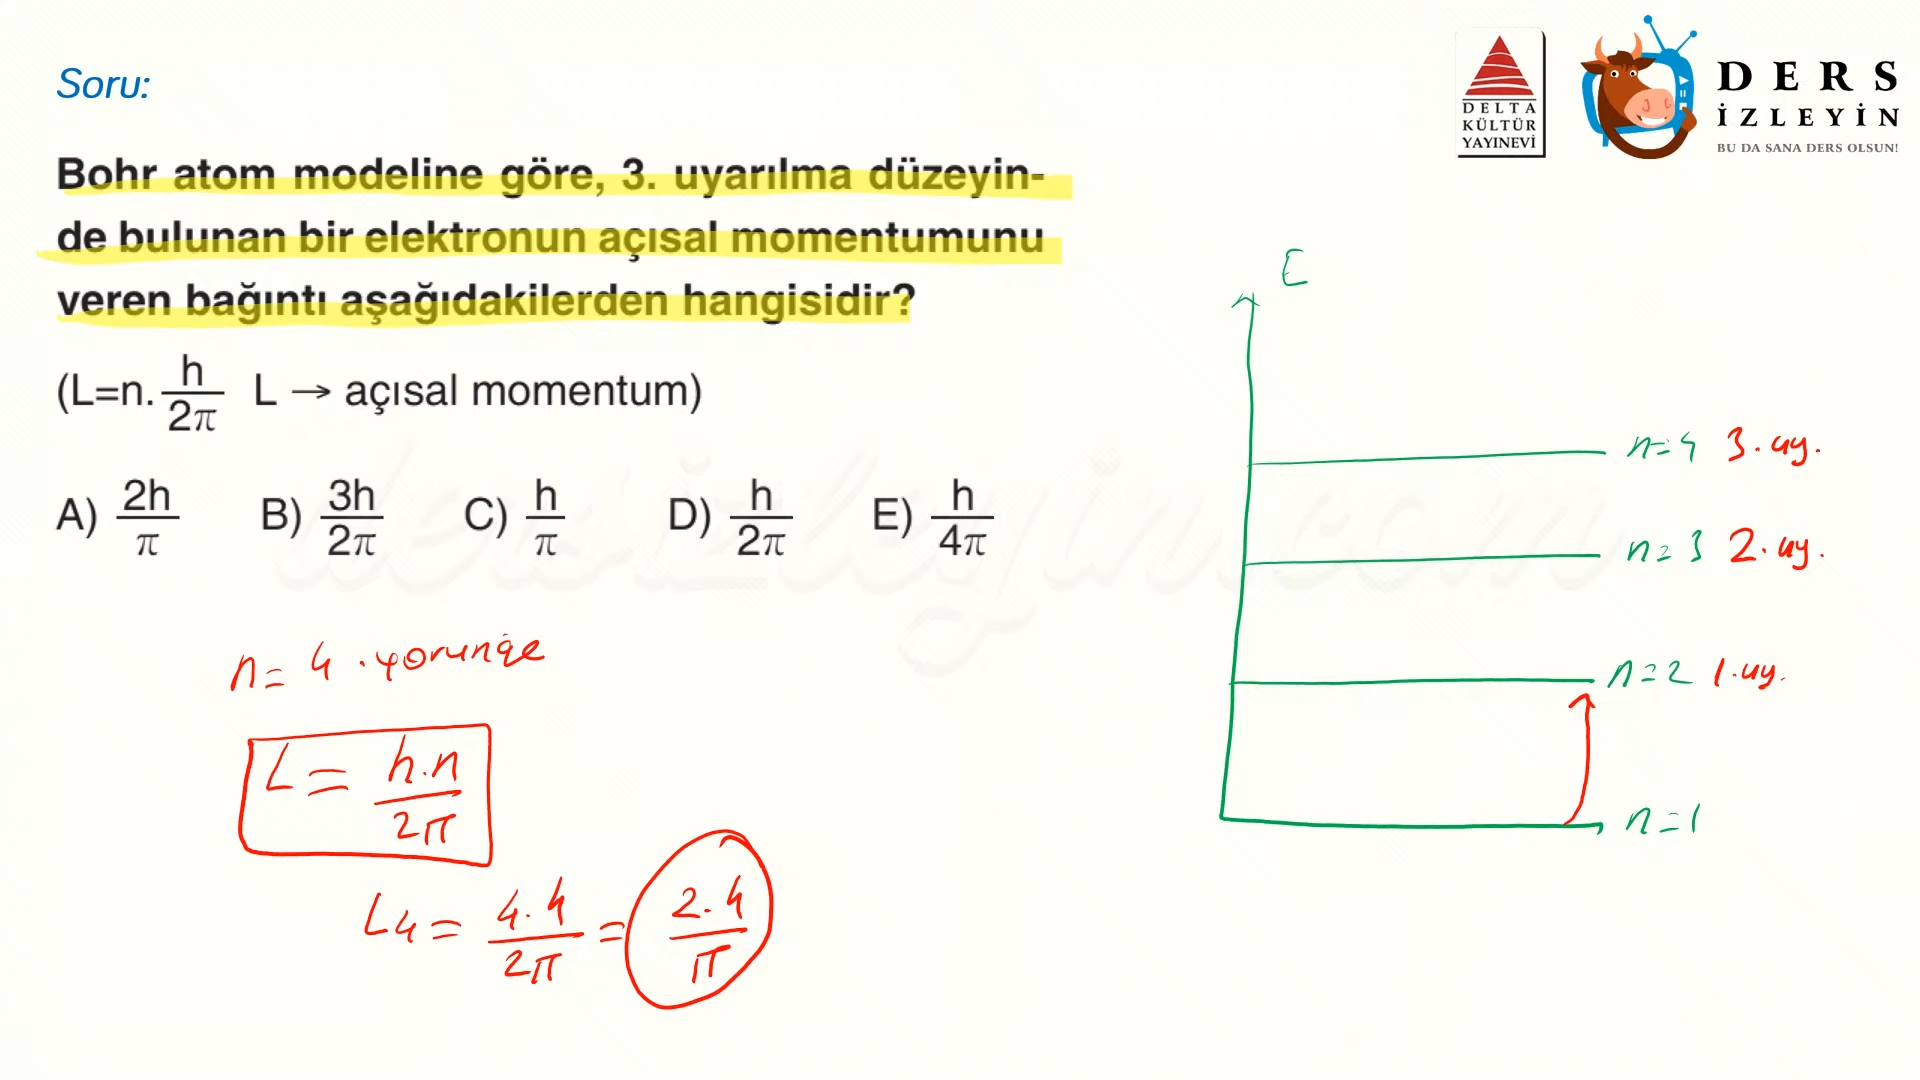 Soru:
DELTA
KÜLTÜR
YAYINEVİ
DERS
İZLEYİN
BU DA SANA DERS OLSUN!
Bohr atom modeline göre, 3. uyarılma düzeyin-
de bulunan bir elektronun açısal momentumunu
veren bağıntı aşağıdakilerden hangisidir?
(L=n. h/2π L → açısal momentum)
A) 2h/π B) 3h/2π C) h/π D) h/2π E) h/4π
dersizleyin.com
E
n=4 3.uy.
n=3 2.uy.
n=2 1.uy.
n=1
n=4.yörünge
L = h.n/2π
L4 = 4.h/2π = 2.h/π